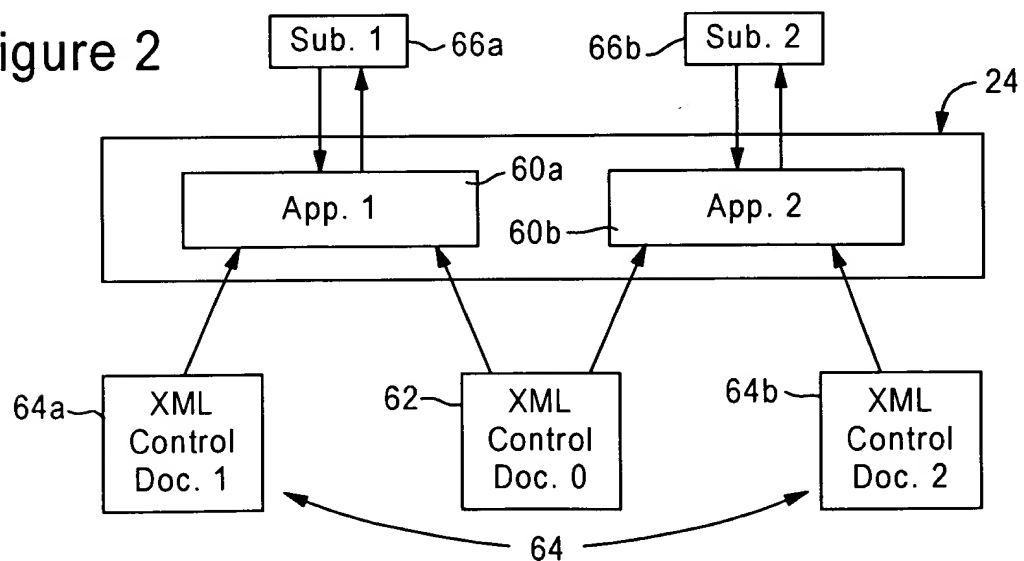 igure 2
Sub. 1
66a
66b
Sub. 2
24
60a
App. 1
60b
App. 2
64a
XML
Control
Doc. 1
62
XML
Control
Doc. 0
64b
XML
Control
Doc. 2
64